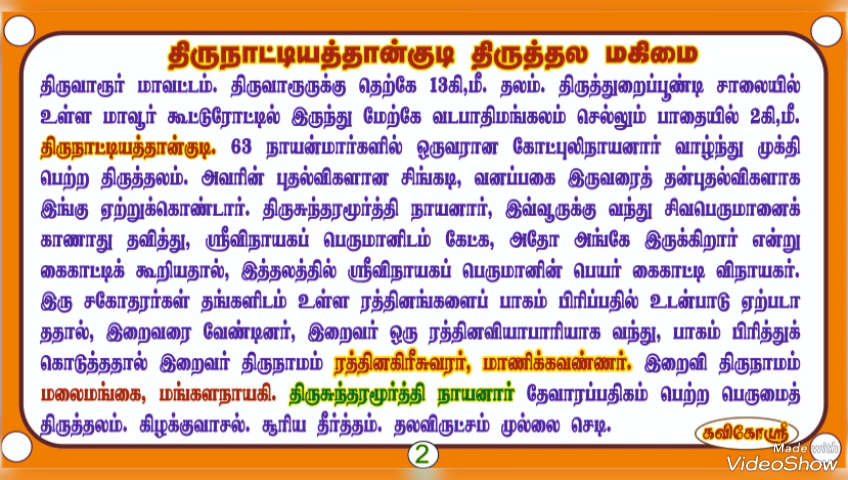 திருநாட்டியத்தான்குடி திருத்தல மகிமை
திருவாரூர் மாவட்டம். திருவாரூருக்கு தெற்கே 13கி,மீ. தலம். திருத்துறைப்பூண்டி சாலையில்
உள்ள மாவூர் கூட்டுரோட்டில் இருந்து மேற்கே வடபாதிமங்கலம் செல்லும் பாதையில் 2கி,மீ.
திருநாட்டியத்தான்குடி. 63 நாயன்மார்களில் ஒருவரான கோட்புலிநாயனார் வாழ்ந்து முக்தி
பெற்ற திருத்தலம். அவரின் புதல்விகளான சிங்கடி, வனப்பகை இருவரைத் தன்புதல்விகளாக
இங்கு ஏற்றுக்கொண்டார். திருசுந்தரமூர்த்தி நாயனார், இவ்வூருக்கு வந்து சிவபெருமானைக்
காணாது தவித்து, ஸ்ரீவிநாயகப் பெருமானிடம் கேட்க, அதோ அங்கே இருக்கிறார் என்று
கைகாட்டிக் கூறியதால், இத்தலத்தில் ஸ்ரீவிநாயகப் பெருமானின் பெயர் கைகாட்டி விநாயகர்.
இரு சகோதரர்கள் தங்களிடம் உள்ள ரத்தினங்களைப் பாகம் பிரிப்பதில் உடன்பாடு ஏற்படா
ததால், இறைவரை வேண்டினர், இறைவர் ஒரு ரத்தினவியாபாரியாக வந்து, பாகம் பிரித்துக்
கொடுத்ததால் இறைவர் திருநாமம் ரத்தினகிரீசுவரர், மாணிக்கவண்ணர். இறைவி திருநாமம்
மலைமங்கை, மங்களநாயகி. திருசுந்தரமூர்த்தி நாயனார் தேவாரப்பதிகம் பெற்ற பெருமைத்
திருத்தலம். கிழக்குவாசல். சூரிய தீர்த்தம். தலவிருட்சம் முல்லை செடி.
கவிகோஸ்ரீ
2
Made with
VideoShow